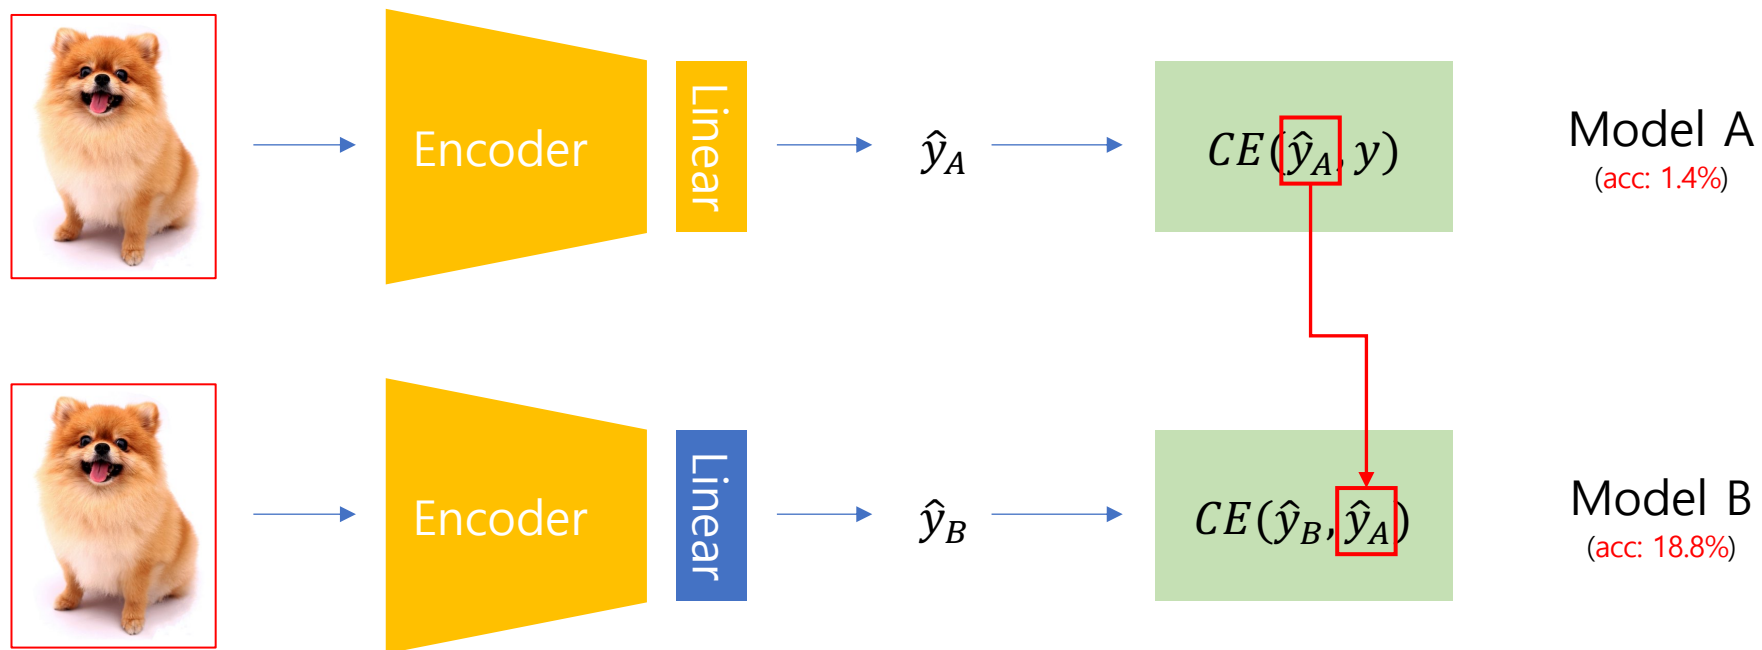 Encoder
Linear
ŷ_A
CE(ŷ_A, y)
Model A
(acc: 1.4%)
Encoder
Linear
ŷ_B
CE(ŷ_B, ŷ_A)
Model B
(acc: 18.8%)